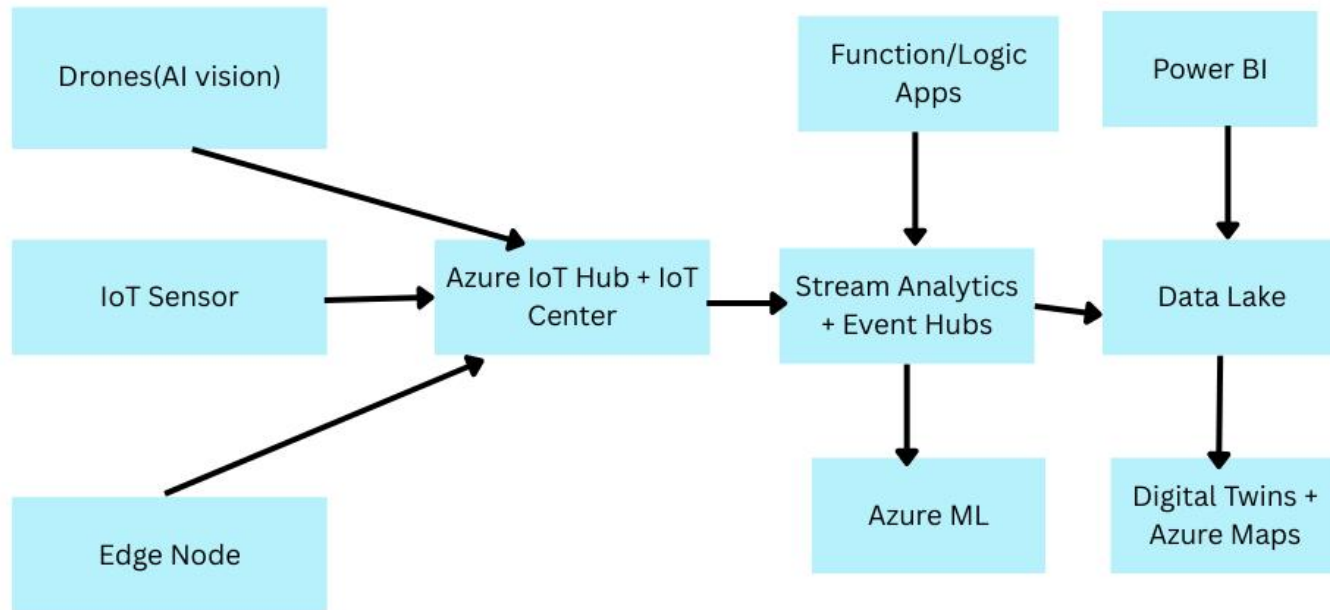 Drones(AI vision)
Function/Logic
Apps
Power BI
IoT Sensor
Azure IoT Hub + IoT
Center
Stream Analytics
+ Event Hubs
Data Lake
Edge Node
Azure ML
Digital Twins +
Azure Maps